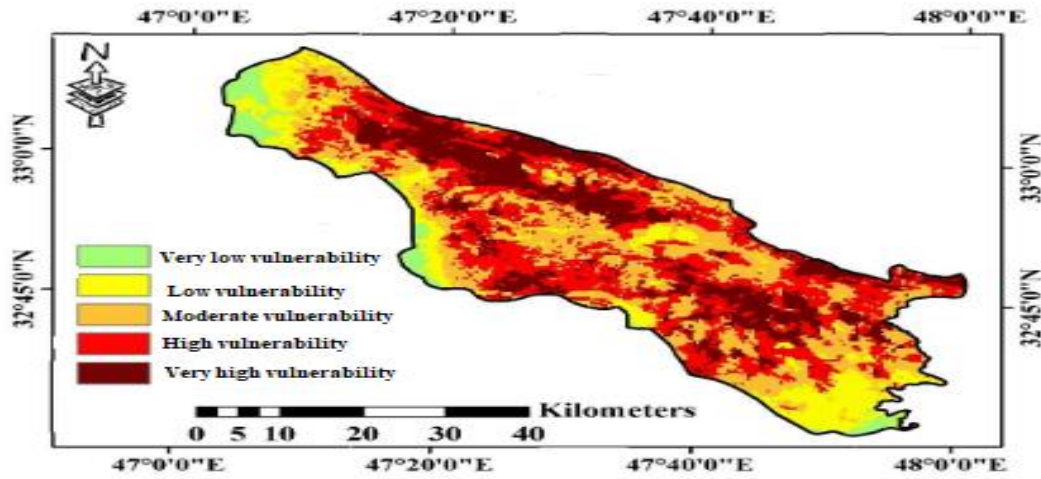 47°0'0"E 47°20'0"E 47°40'0"E 48°0'0"E
N
33°0'0"N
33°0'0"N
32°45'0"N
32°45'0"N
Very low vulnerability
Low vulnerability
Moderate vulnerability
High vulnerability
Very high vulnerability
Kilometers
0 5 10 20 30 40
47°0'0"E 47°20'0"E 47°40'0"E 48°0'0"E